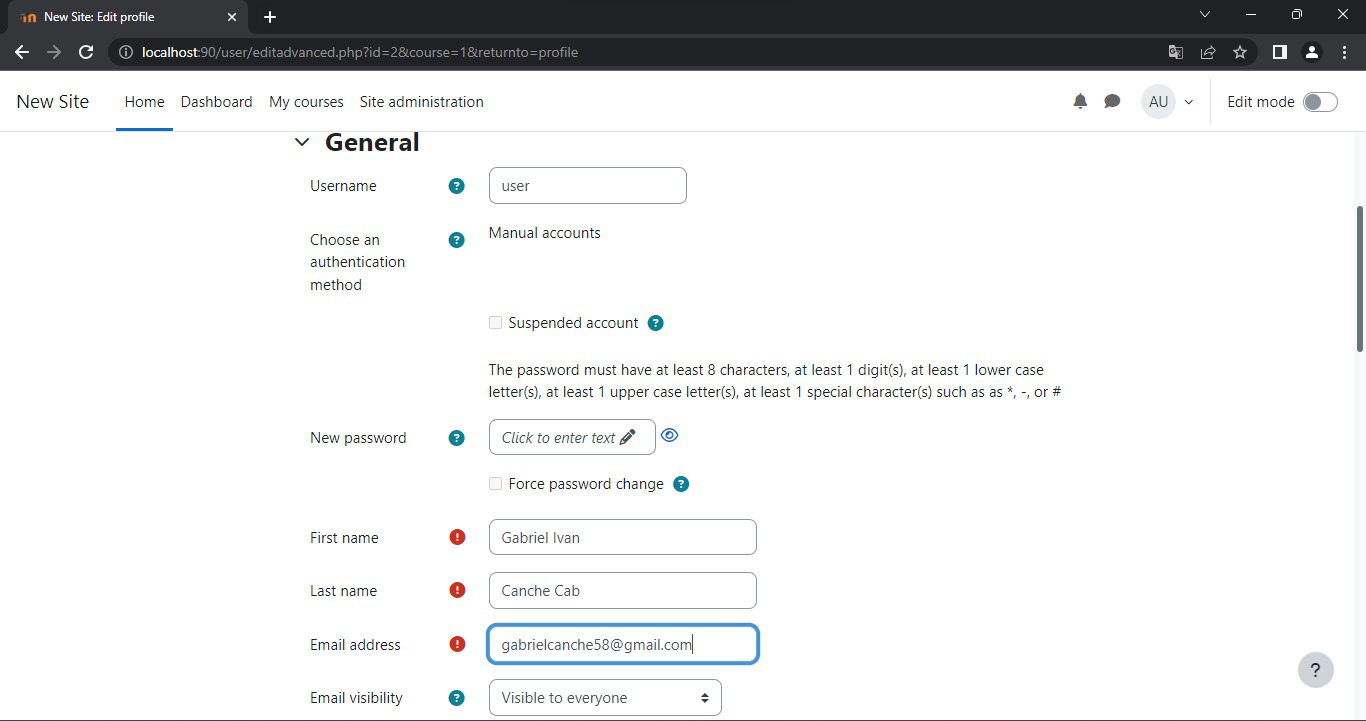 New Site: Edit profile
localhost:90/user/editadvanced.php?id=2&course=1&returnto=profile
New Site Home Dashboard My courses Site administration AU Edit mode
General
Username ? user
Choose an
authentication
method
? Manual accounts
Suspended account ?
The password must have at least 8 characters, at least 1 digit(s), at least 1 lower case
letter(s), at least 1 upper case letter(s), at least 1 special character(s) such as as *, -, or #
New password ? Click to enter text
Force password change ?
First name ! Gabriel Ivan
Last name ! Canche Cab
Email address ! gabrielcanche58@gmail.com
Email visibility ? Visible to everyone
?